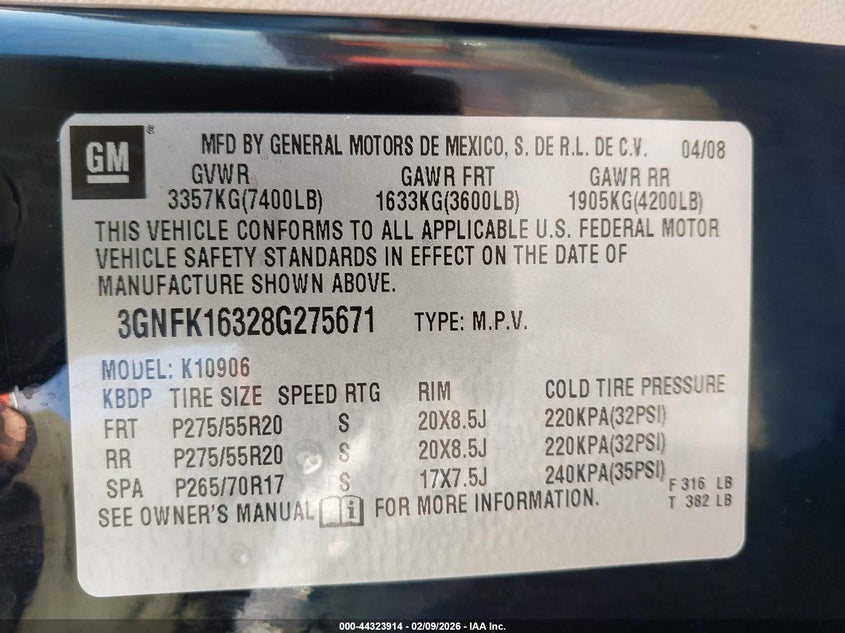 GM
MFD BY GENERAL MOTORS DE MEXICO, S. DE R.L. DE C.V. 04/08
GVWR GAWR FRT GAWR RR
3357KG(7400LB) 1633KG(3600LB) 1905KG(4200LB)
THIS VEHICLE CONFORMS TO ALL APPLICABLE U.S. FEDERAL MOTOR
VEHICLE SAFETY STANDARDS IN EFFECT ON THE DATE OF
MANUFACTURE SHOWN ABOVE.
3GNFK16328G275671 TYPE: M.P.V.
MODEL: K10906
KBDP TIRE SIZE SPEED RTG RIM COLD TIRE PRESSURE
FRT P275/55R20 S 20X8.5J 220KPA(32PSI)
RR P275/55R20 S 20X8.5J 220KPA(32PSI)
SPA P265/70R17 S 17X7.5J 240KPA(35PSI) F 316 LB
T 382 LB
SEE OWNER'S MANUAL FOR MORE INFORMATION.
000-44323914 - 02/09/2026 - IAA Inc.